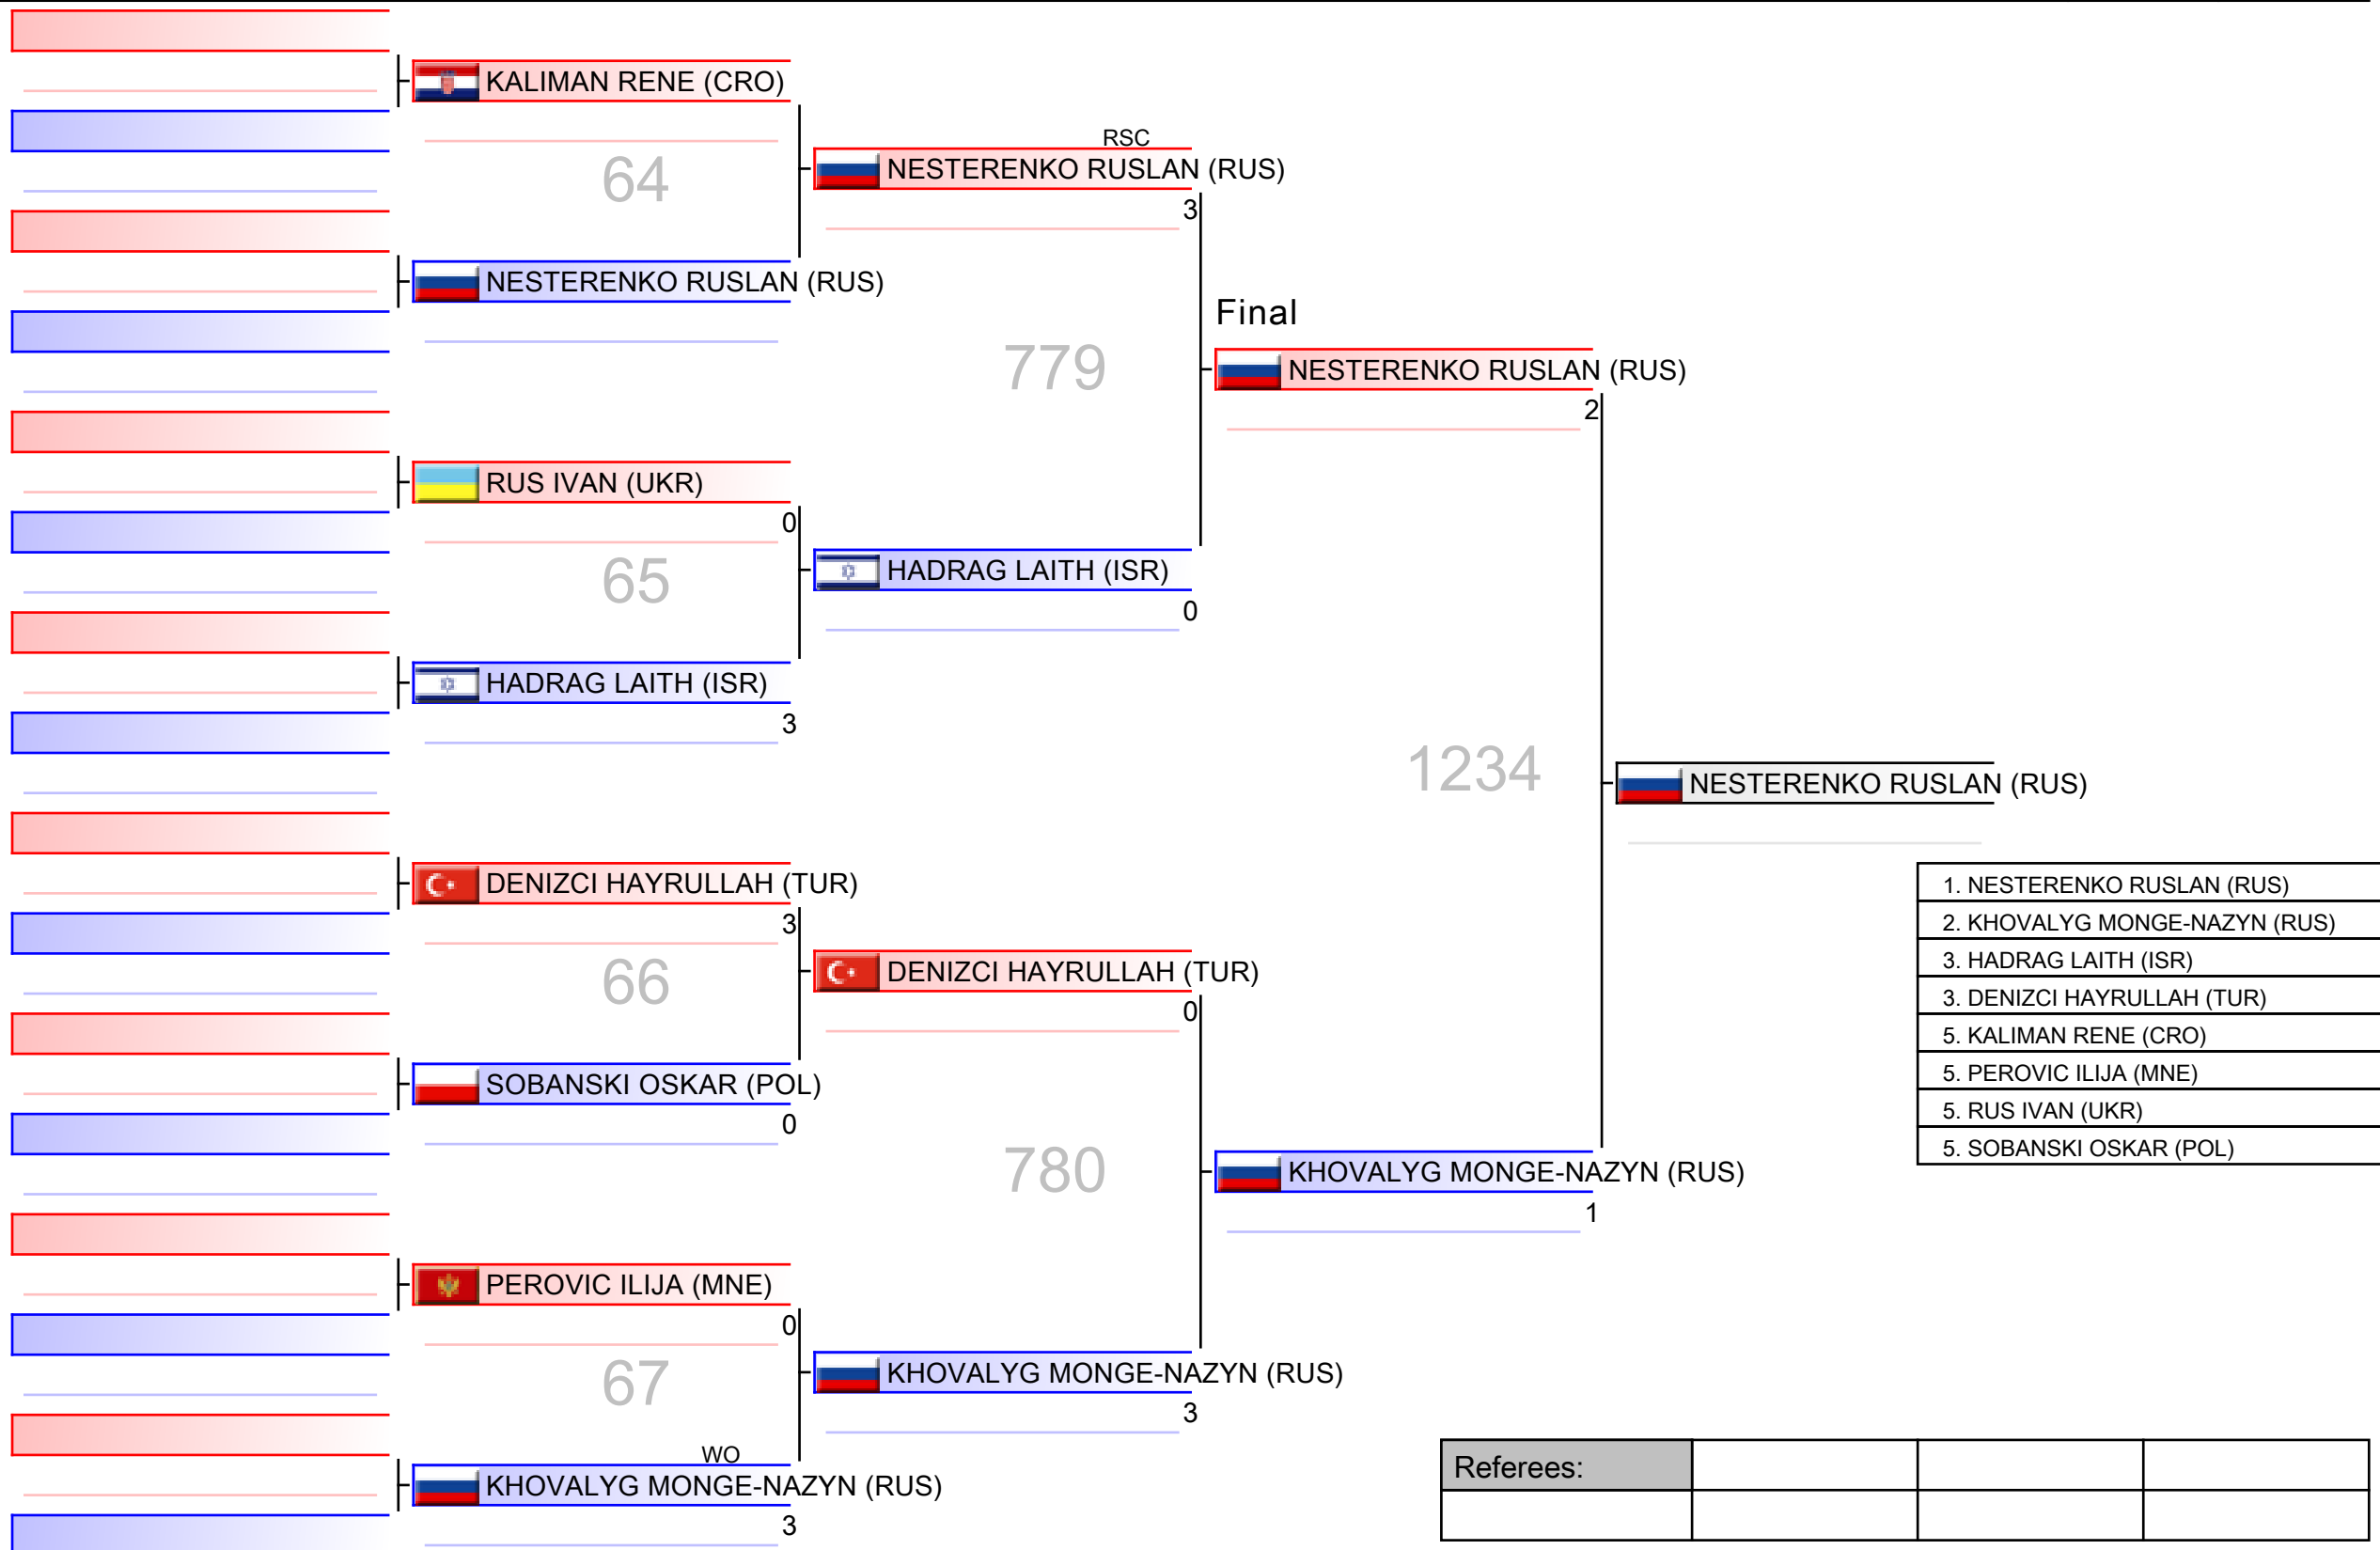 KALIMAN RENE (CRO)
64
NESTERENKO RUSLAN (RUS)
RUS IVAN (UKR)
0
65
HADRAG LAITH (ISR)
3
DENIZCI HAYRULLAH (TUR)
3
66
SOBANSKI OSKAR (POL)
0
PEROVIC ILIJA (MNE)
0
67
WO
KHOVALYG MONGE-NAZYN (RUS)
3
RSC
NESTERENKO RUSLAN (RUS)
3
779
HADRAG LAITH (ISR)
0
DENIZCI HAYRULLAH (TUR)
0
780
KHOVALYG MONGE-NAZYN (RUS)
3
Final
NESTERENKO RUSLAN (RUS)
2
1234
KHOVALYG MONGE-NAZYN (RUS)
1
NESTERENKO RUSLAN (RUS)
1. NESTERENKO RUSLAN (RUS)
2. KHOVALYG MONGE-NAZYN (RUS)
3. HADRAG LAITH (ISR)
3. DENIZCI HAYRULLAH (TUR)
5. KALIMAN RENE (CRO)
5. PEROVIC ILIJA (MNE)
5. RUS IVAN (UKR)
5. SOBANSKI OSKAR (POL)
Referees: